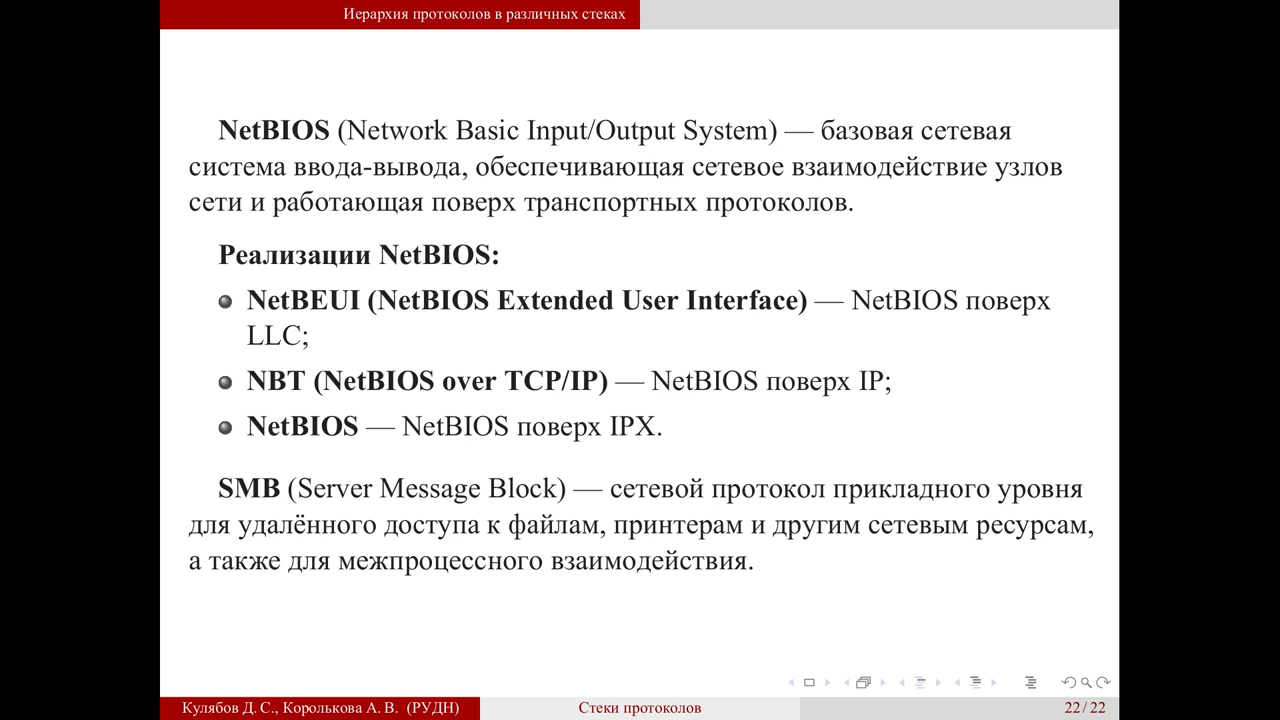 Иерархия протоколов в различных стеках
NetBIOS (Network Basic Input/Output System) — базовая сетевая
система ввода-вывода, обеспечивающая сетевое взаимодействие узлов
сети и работающая поверх транспортных протоколов.
Реализации NetBIOS:
NetBEUI (NetBIOS Extended User Interface) — NetBIOS поверх
LLC;
NBT (NetBIOS over TCP/IP) — NetBIOS поверх IP;
NetBIOS — NetBIOS поверх IPX.
SMB (Server Message Block) — сетевой протокол прикладного уровня
для удалённого доступа к файлам, принтерам и другим сетевым ресурсам,
а также для межпроцессного взаимодействия.
Кулябов Д. С., Королькова А. В. (РУДН)
Стеки протоколов
22 / 22